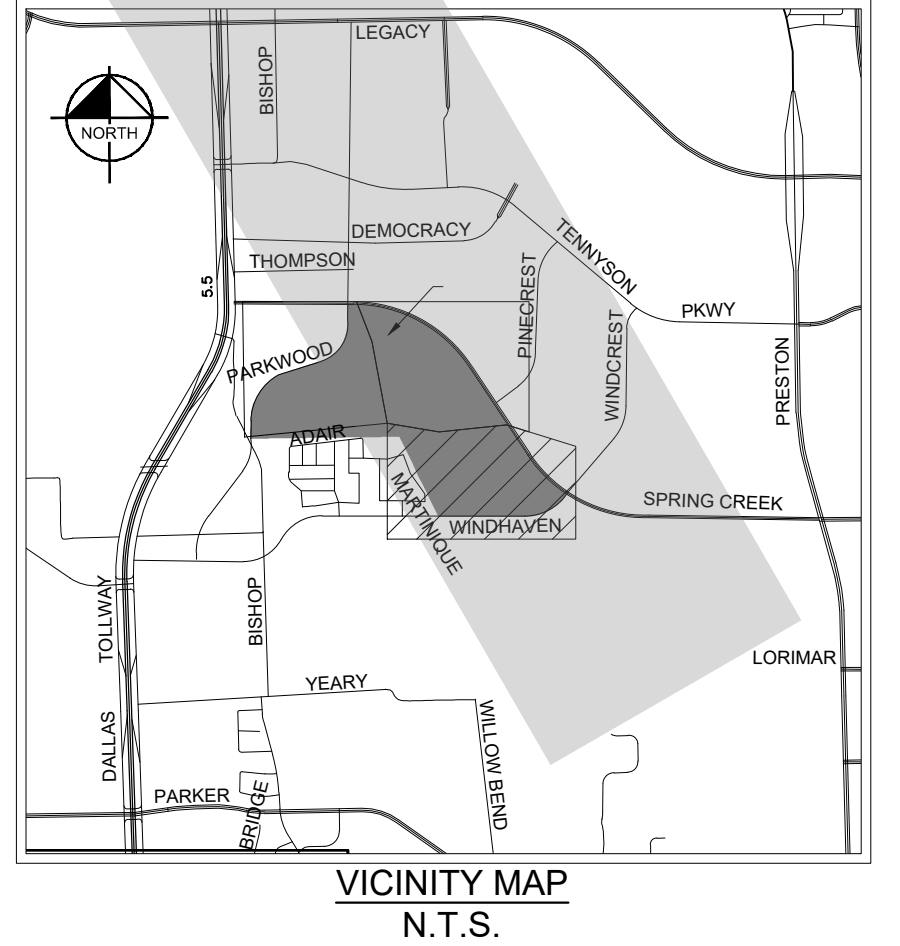 LEGACY
BISHOP
NORTH
DEMOCRACY
TENNYSON
THOMPSON
PINECREST
5.5
PKWY
WINDCREST
PRESTON
PARKWOOD
ADAIR
MARTINIQUE
SPRING CREEK
WINDHAVEN
TOLLWAY
BISHOP
LORIMAR
YEARY
DALLAS
WILLOW BEND
PARKER
BRIDGE
VICINITY MAP
N.T.S.